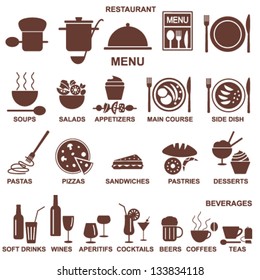 RESTAURANT
MENU
MENU
SOUPS SALADS APPETIZERS MAIN COURSE SIDE DISH
PASTAS PIZZAS SANDWICHES PASTRIES DESSERTS
BEVERAGES
SOFT DRINKS WINES APERITIFS COCKTAILS BEERS COFFEES TEAS
shutterstock.com · 133834118